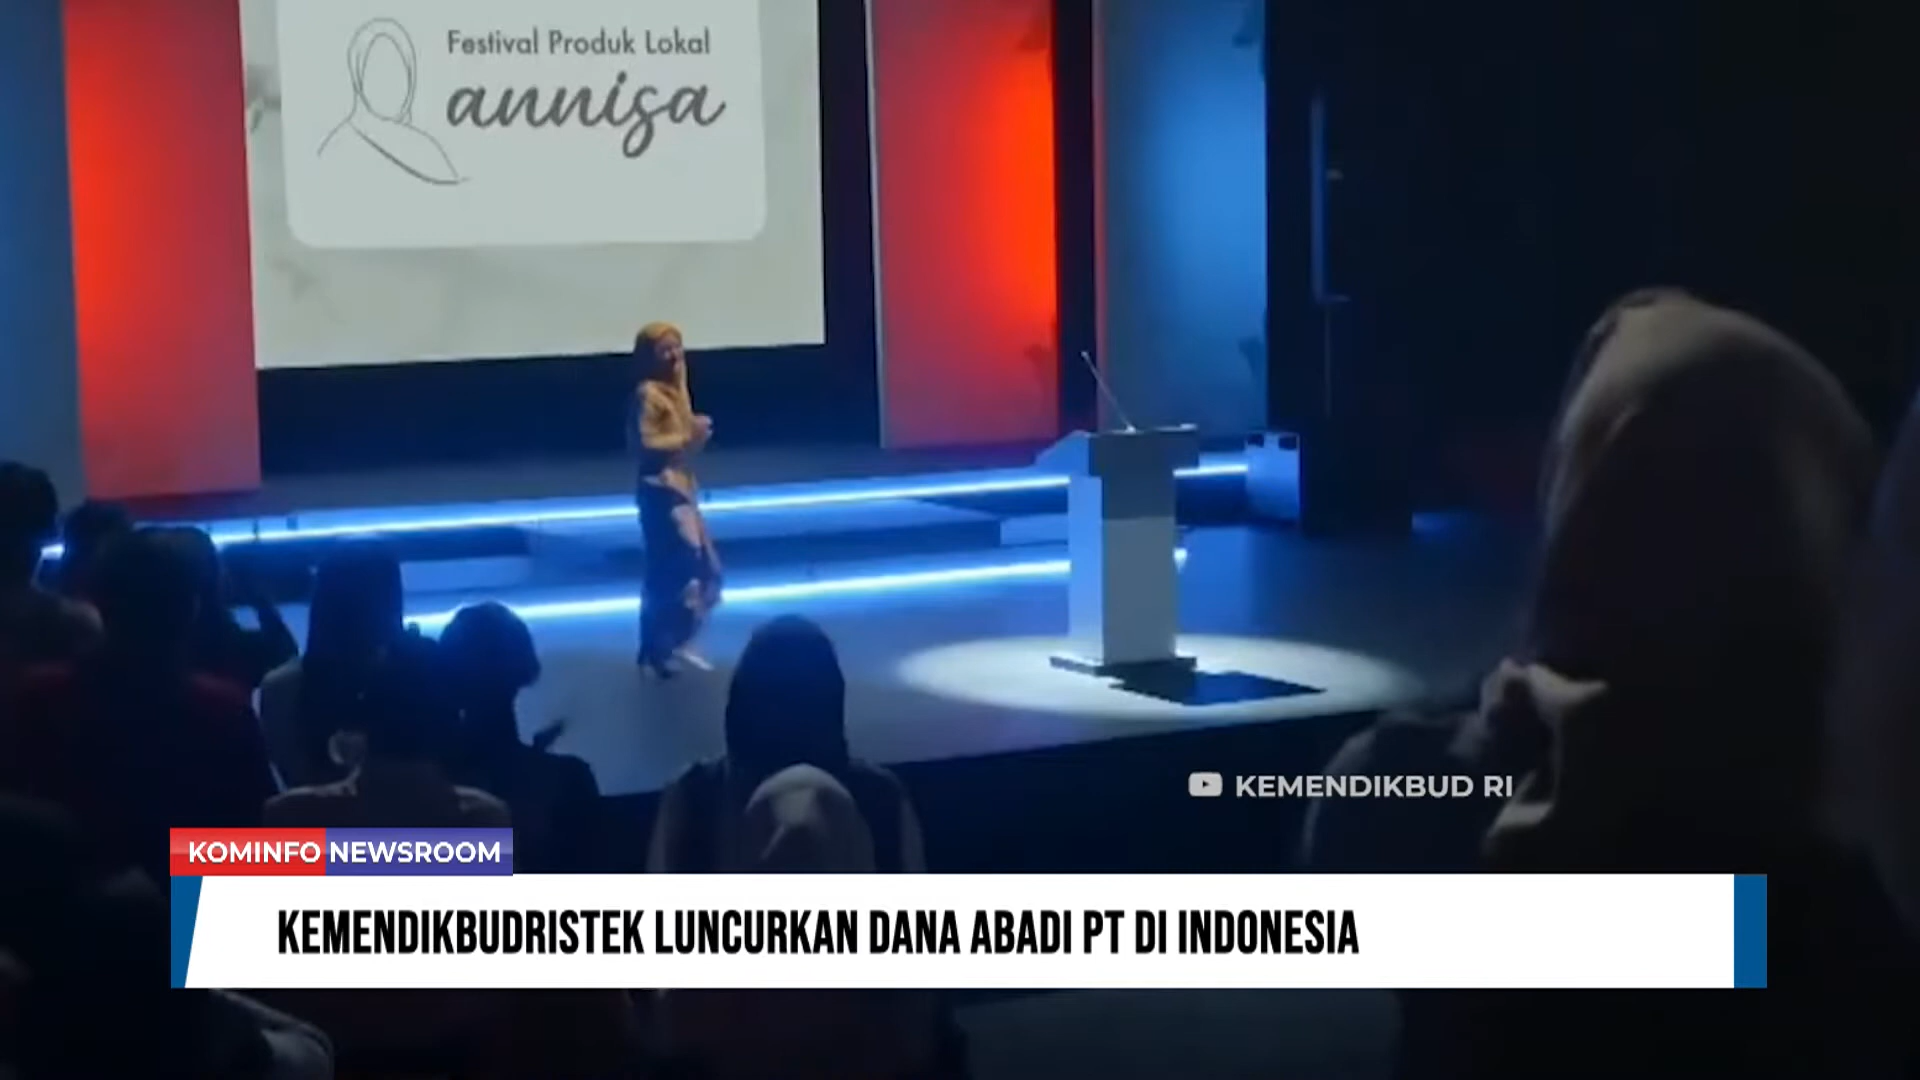 Festival Produk Lokal
annisa
KEMENDIKBUD RI
KOMINFO NEWSROOM
KEMENDIKBUDRISTEK LUNCURKAN DANA ABADI PT DI INDONESIA